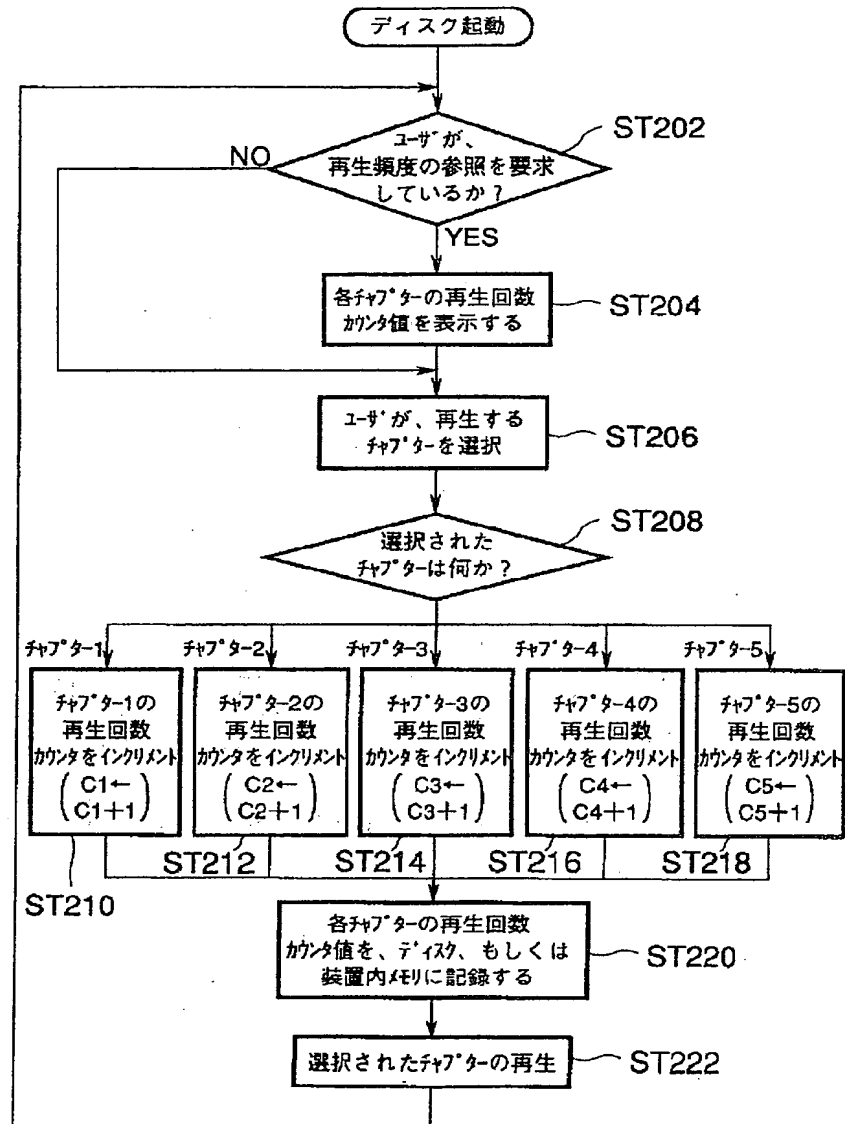 ディスク起動
ユーザが、
再生頻度の参照を要求
しているか？
ST202
NO
YES
各チャプターの再生回数
カウンタ値を表示する
ST204
ユーザが、再生する
チャプターを選択
ST206
選択された
チャプターは何か？
ST208
チャプター1
チャプター2
チャプター3
チャプター4
チャプター5
チャプター1の
再生回数
カウンタをインクリメント
(C1←
C1+1)
ST210
チャプター2の
再生回数
カウンタをインクリメント
(C2←
C2+1)
ST212
チャプター3の
再生回数
カウンタをインクリメント
(C3←
C3+1)
ST214
チャプター4の
再生回数
カウンタをインクリメント
(C4←
C4+1)
ST216
チャプター5の
再生回数
カウンタをインクリメント
(C5←
C5+1)
ST218
各チャプターの再生回数
カウンタ値を、ディスク、もしくは
装置内メモリに記録する
ST220
選択されたチャプターの再生
ST222